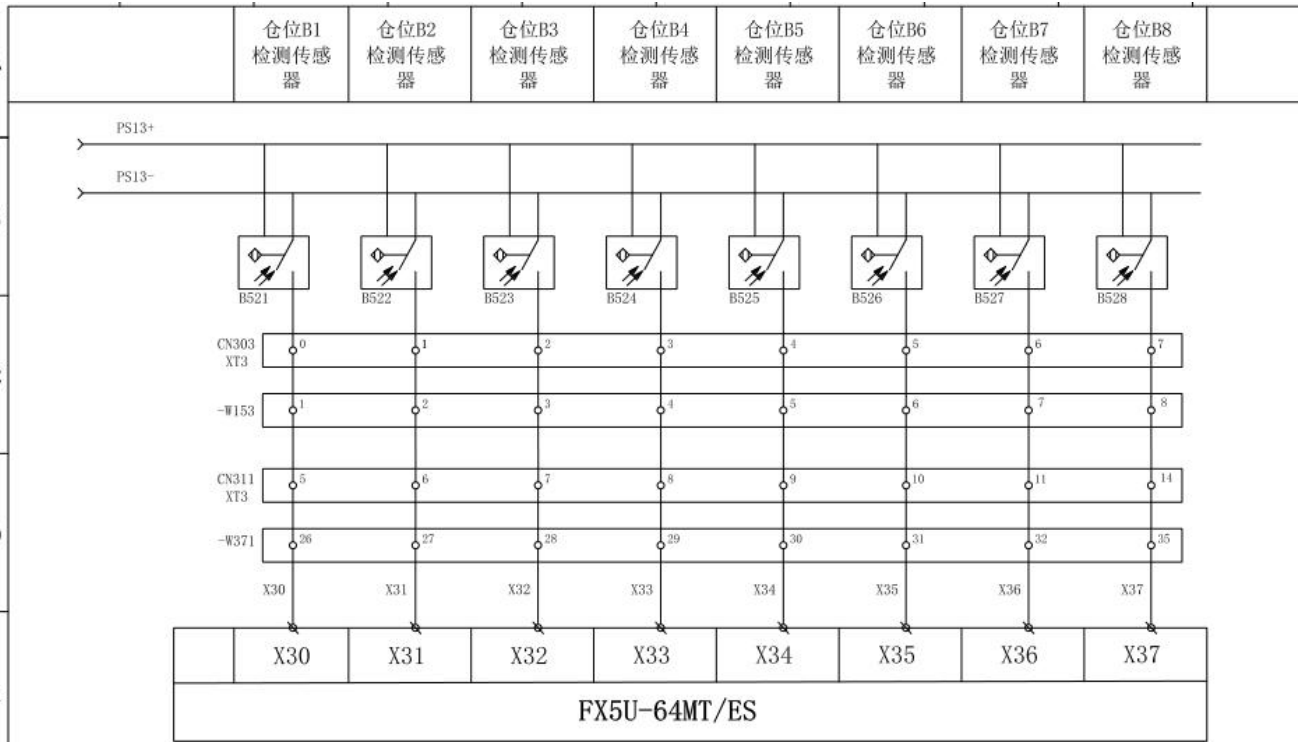 仓位B1 仓位B2 仓位B3 仓位B4 仓位B5 仓位B6 仓位B7 仓位B8
检测传感 检测传感 检测传感 检测传感 检测传感 检测传感 检测传感 检测传感
器 器 器 器 器 器 器 器
PS13+
PS13-
B521 B522 B523 B524 B525 B526 B527 B528
CN303 0 1 2 3 4 5 6 7
XT3
-W153 1 2 3 4 5 6 7 8
CN311 5 6 7 8 9 10 11 14
XT3
-W371 26 27 28 29 30 31 32 35
X30 X31 X32 X33 X34 X35 X36 X37
X30 X31 X32 X33 X34 X35 X36 X37
FX5U-64MT/ES